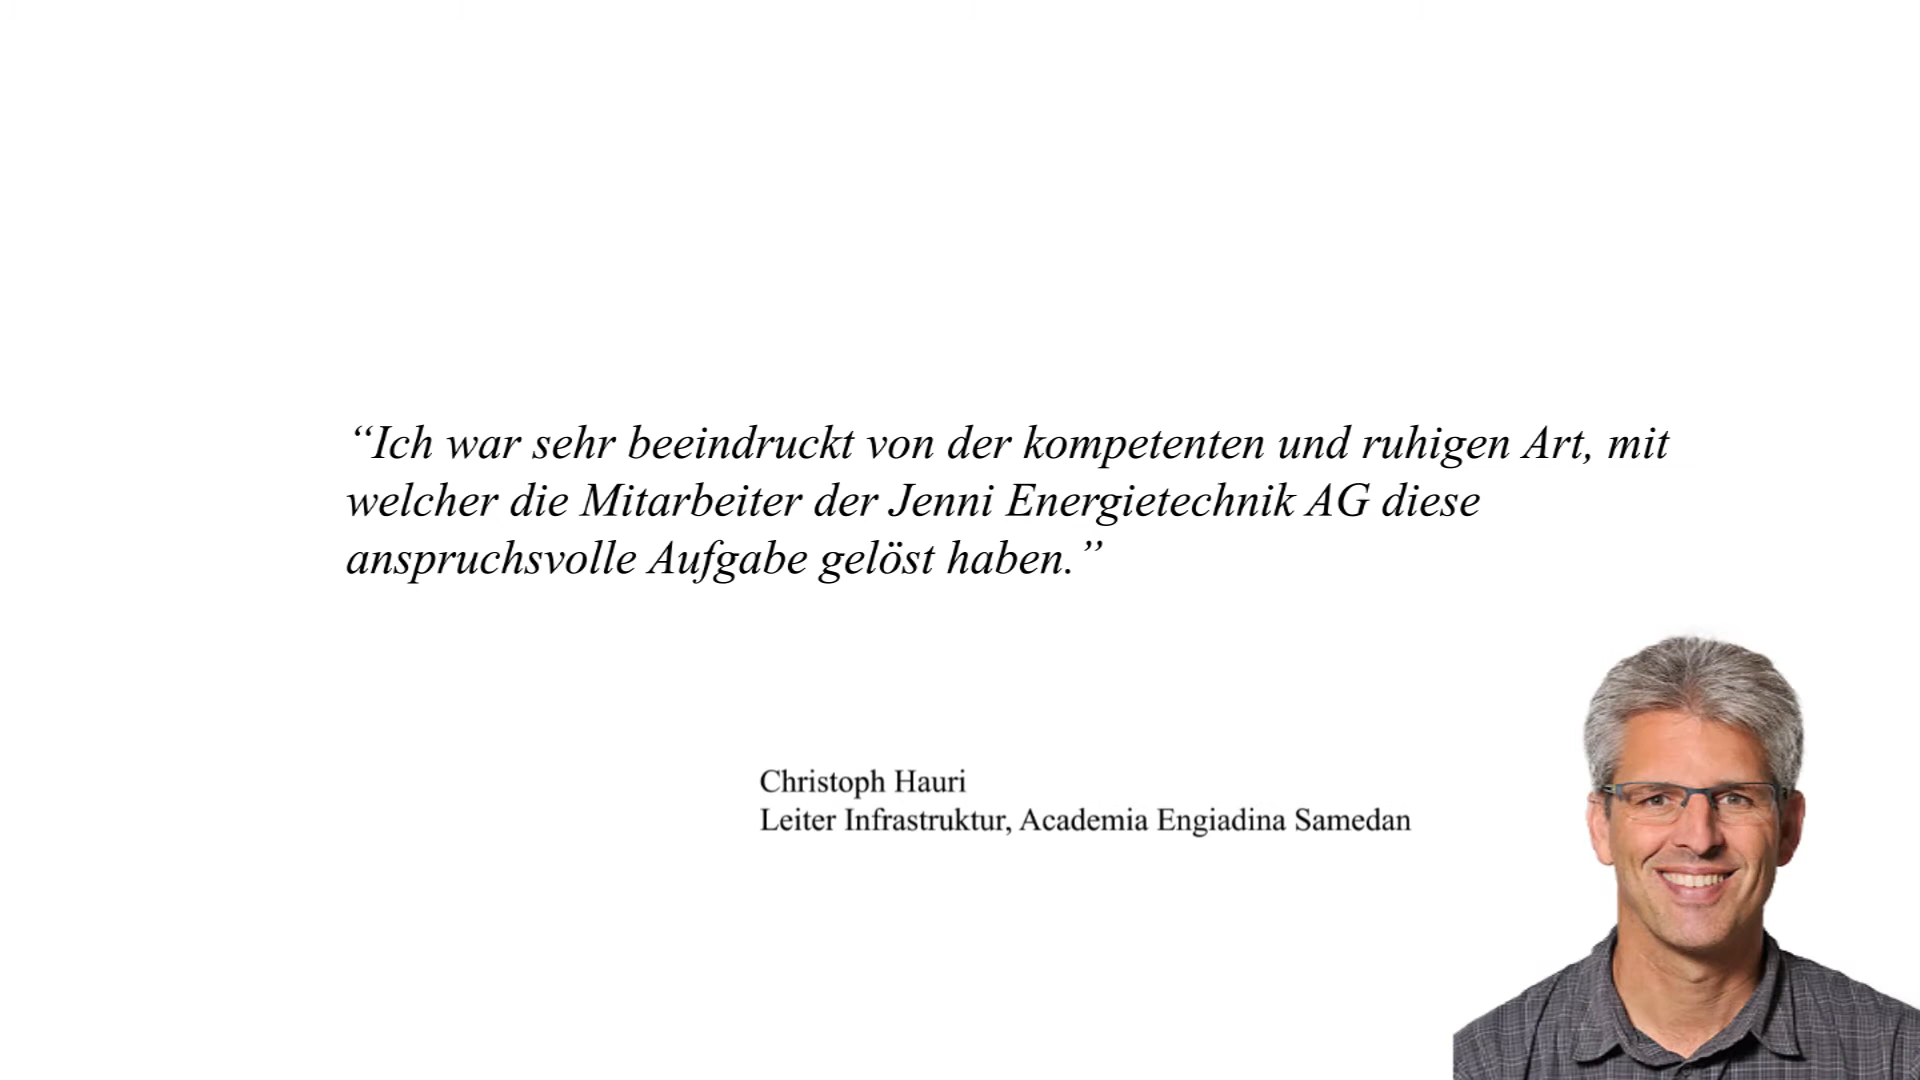 “Ich war sehr beeindruckt von der kompetenten und ruhigen Art, mit
welcher die Mitarbeiter der Jenni Energietechnik AG diese
anspruchsvolle Aufgabe gelöst haben.”
Christoph Hauri
Leiter Infrastruktur, Academia Engiadina Samedan